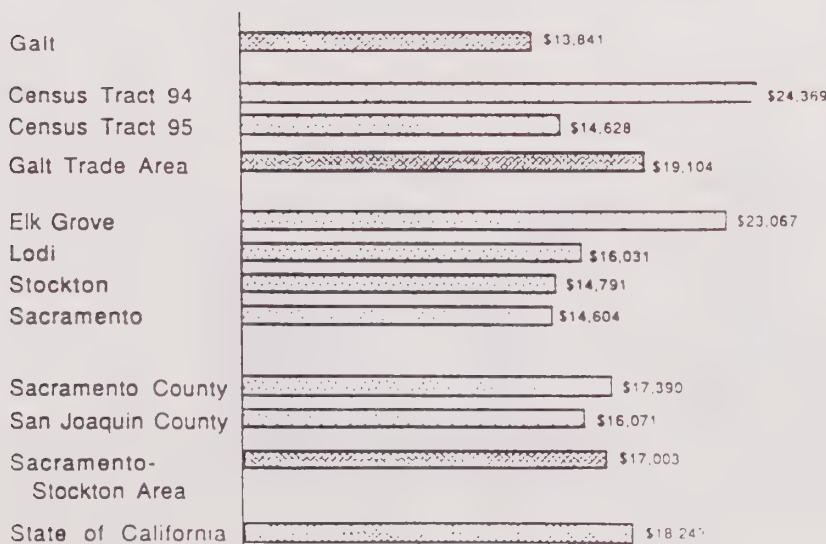 Galt $13,841
Census Tract 94 $24,369
Census Tract 95 $14,628
Galt Trade Area $19,104
Elk Grove $23,067
Lodi $16,031
Stockton $14,791
Sacramento $14,604
Sacramento County $17,390
San Joaquin County $16,071
Sacramento-
Stockton Area $17,003
State of California